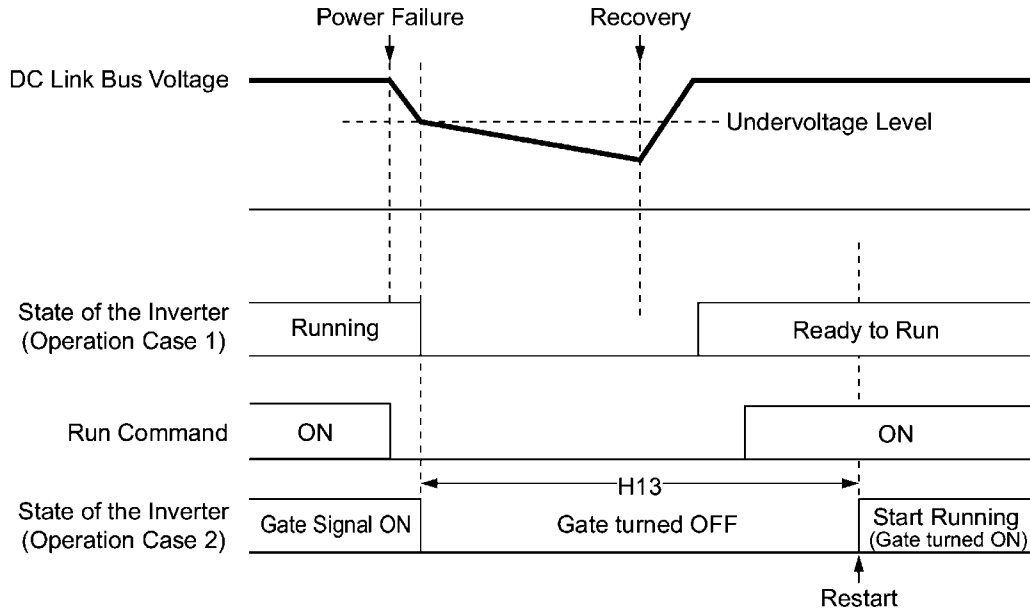 Power Failure
Recovery
DC Link Bus Voltage
Undervoltage Level
State of the Inverter
(Operation Case 1)
Running
Ready to Run
Run Command
ON
ON
H13
State of the Inverter
(Operation Case 2)
Gate Signal ON
Gate turned OFF
Start Running
(Gate turned ON)
Restart